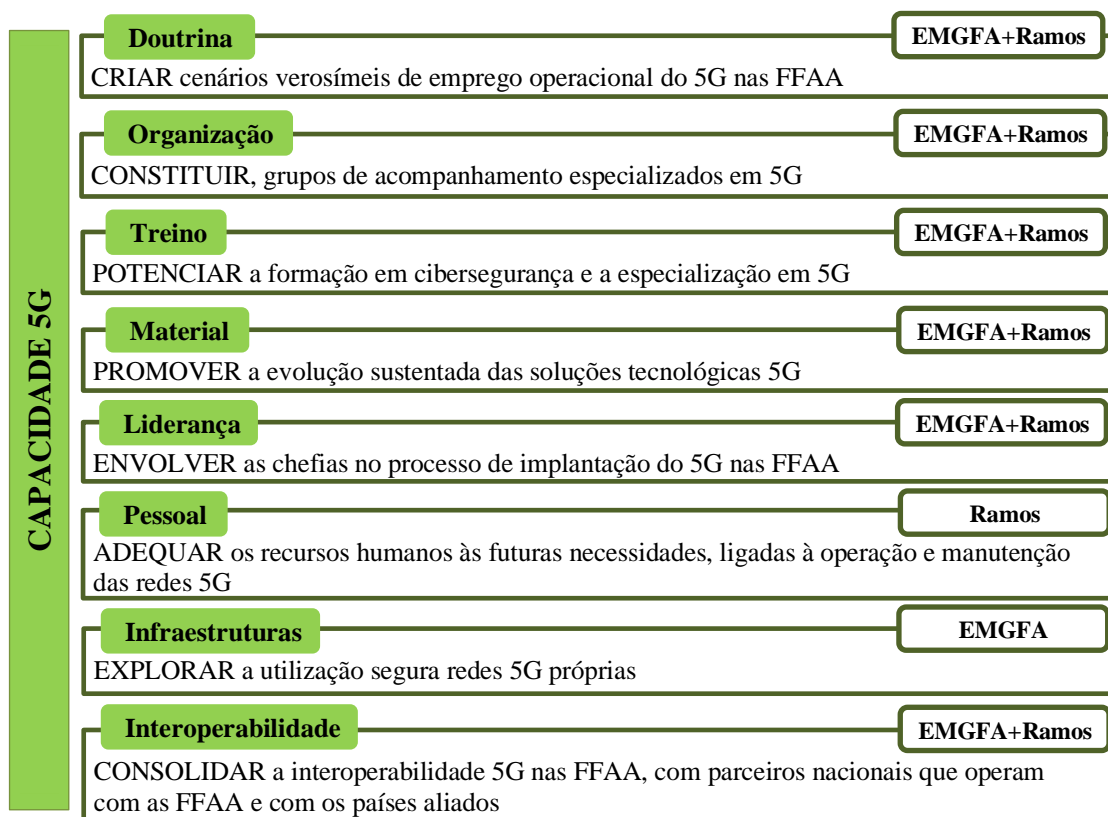 CAPACIDADE 5G
Doutrina
EMGFA+Ramos
CRIAR cenários verosímeis de emprego operacional do 5G nas FFAA
Organização
EMGFA+Ramos
CONSTITUIR, grupos de acompanhamento especializados em 5G
Treino
EMGFA+Ramos
POTENCIAR a formação em cibersegurança e a especialização em 5G
Material
EMGFA+Ramos
PROMOVER a evolução sustentada das soluções tecnológicas 5G
Liderança
EMGFA+Ramos
ENVOLVER as chefias no processo de implantação do 5G nas FFAA
Pessoal
Ramos
ADEQUAR os recursos humanos às futuras necessidades, ligadas à operação e manutenção
das redes 5G
Infraestruturas
EMGFA
EXPLORAR a utilização segura redes 5G próprias
Interoperabilidade
EMGFA+Ramos
CONSOLIDAR a interoperabilidade 5G nas FFAA, com parceiros nacionais que operam
com as FFAA e com os países aliados